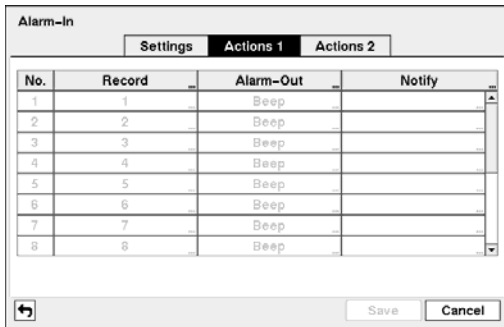 Alarm-In
Settings Actions 1 Actions 2
No. Record ... Alarm-Out ... Notify ...
1 1 ... Beep ... ...
2 2 ... Beep ... ...
3 3 ... Beep ... ...
4 4 ... Beep ... ...
5 5 ... Beep ... ...
6 6 ... Beep ... ...
7 7 ... Beep ... ...
8 8 ... Beep ... ...
Save Cancel